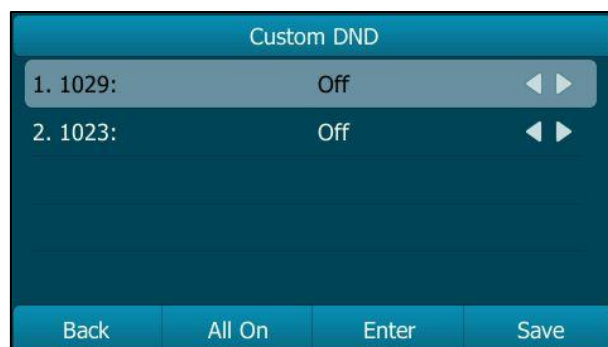 Custom DND
1. 1029: Off
2. 1023: Off
Back All On Enter Save